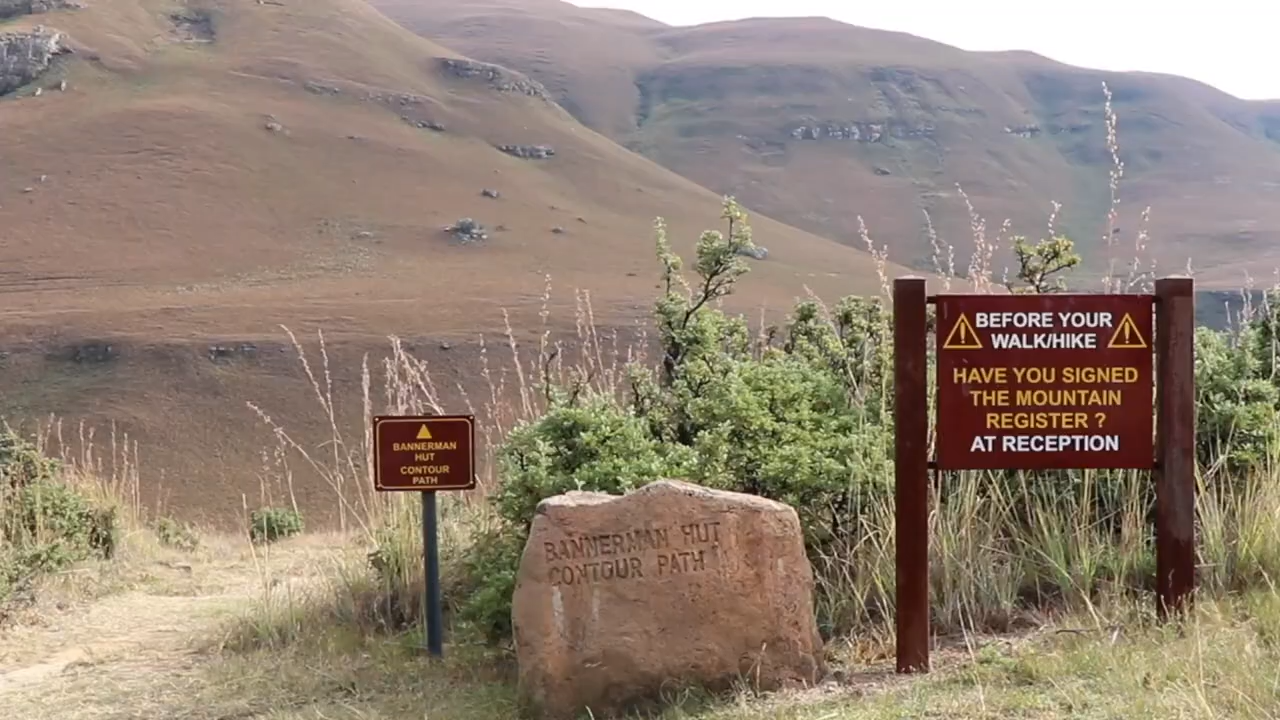 BANNERMAN
HUT
CONTOUR
PATH
BANNERMAN HUT
CONTOUR PATH
BEFORE YOUR
WALK/HIKE
HAVE YOU SIGNED
THE MOUNTAIN
REGISTER ?
AT RECEPTION